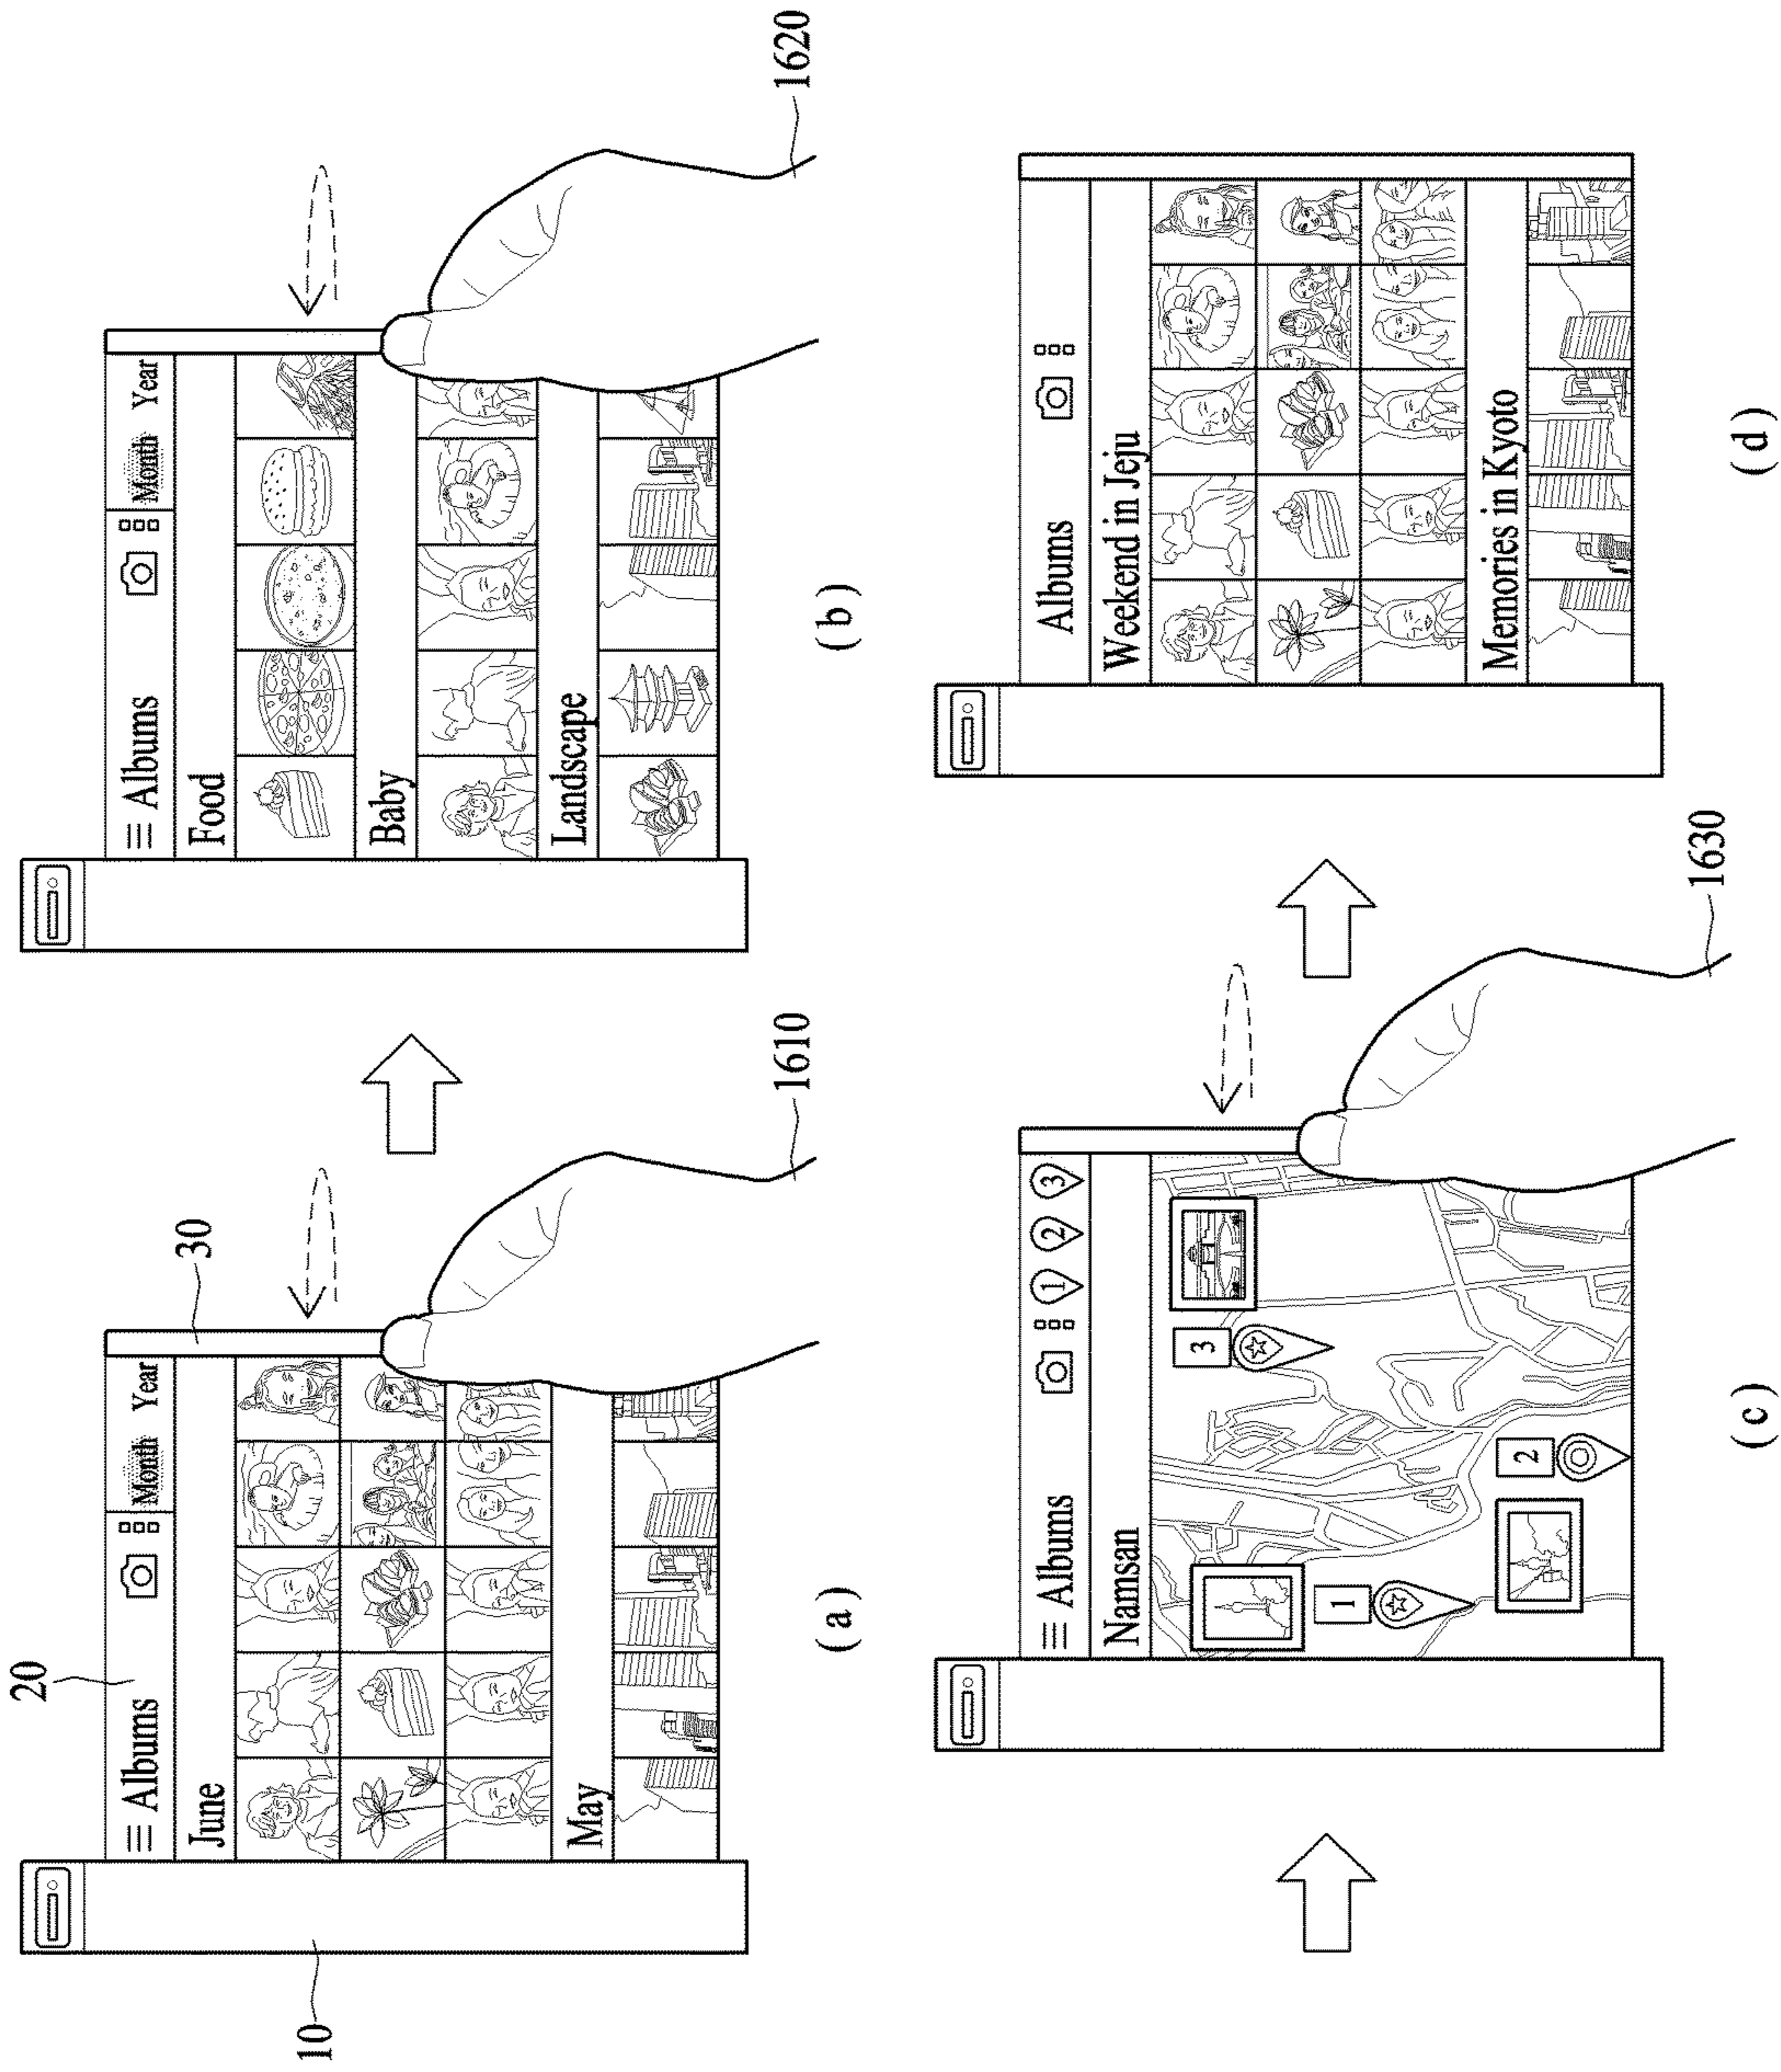 10
20
30
≡ Albums Month Year
June
May
1610
(a)
≡ Albums Month Year
Food
Baby
Landscape
1620
(b)
≡ Albums 1 2 3
Namsan
1
2
3
1630
(c)
Albums
Weekend in Jeju
Memories in Kyoto
(d)